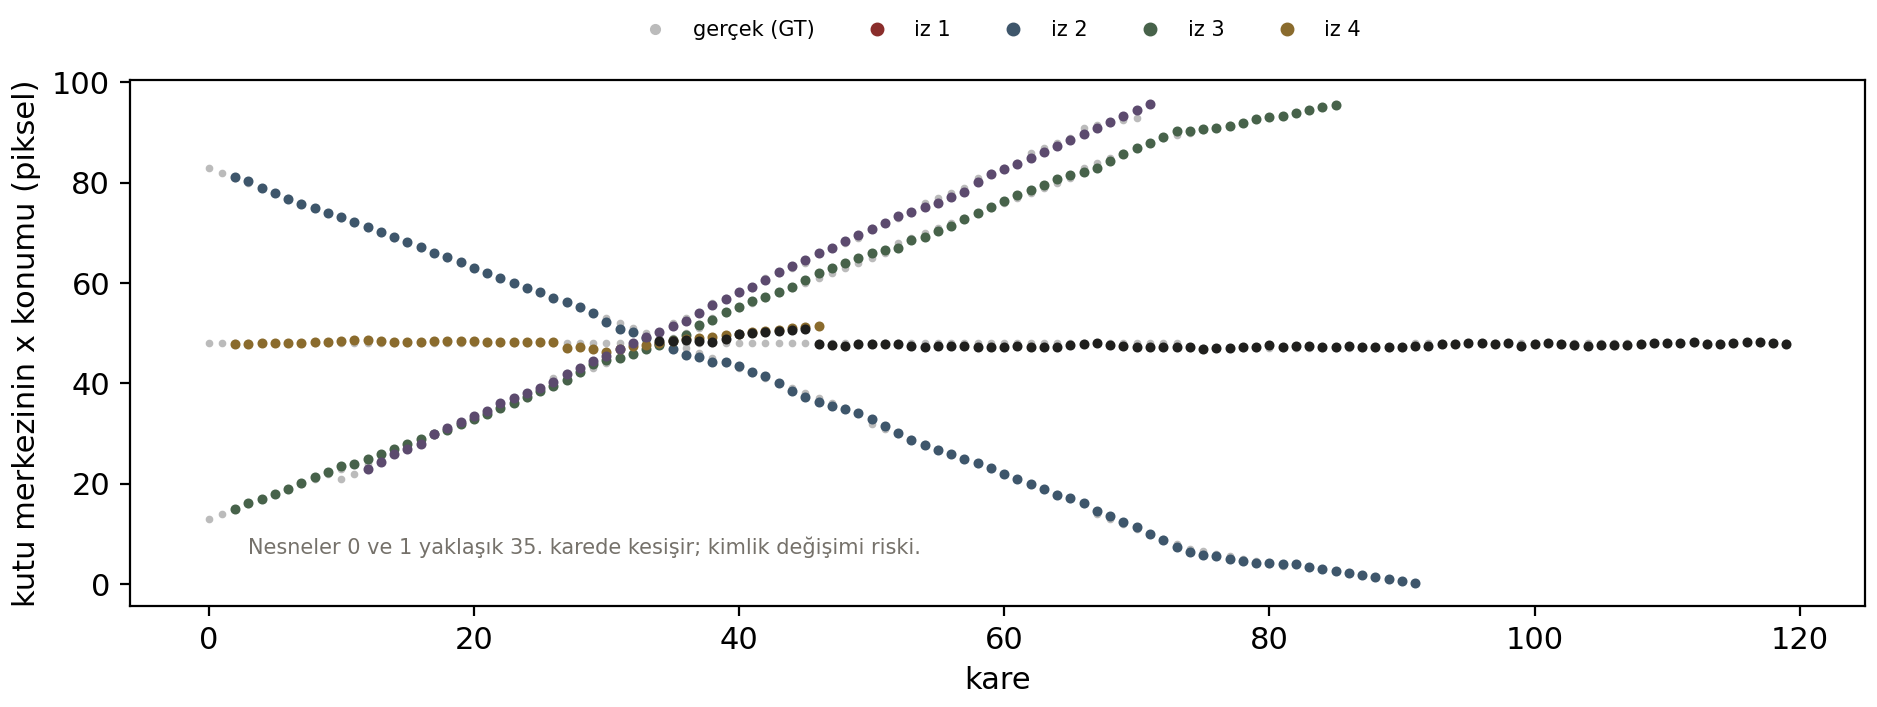 gerçek (GT) iz 1 iz 2 iz 3 iz 4
kutu merkezinin x konumu (piksel)
100
80
60
40
20
0
Nesneler 0 ve 1 yaklaşık 35. karede kesişir; kimlik değişimi riski.
0 20 40 60 80 100 120
kare